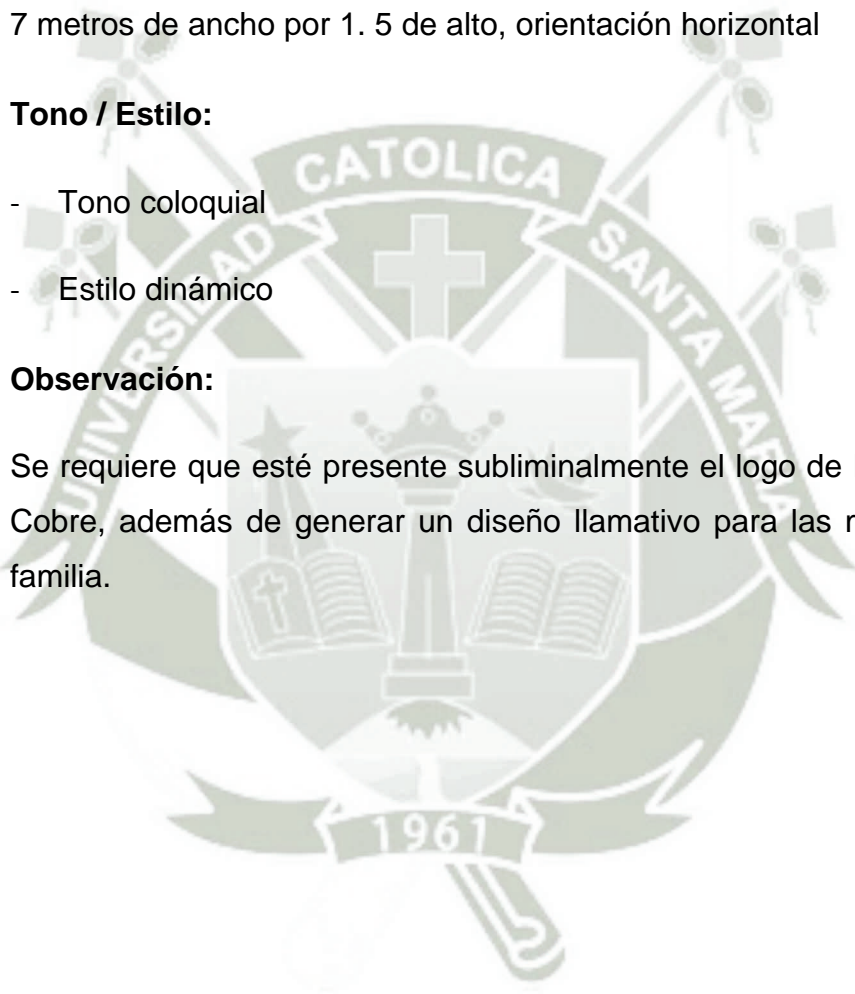 7 metros de ancho por 1. 5 de alto, orientación horizontal
Tono / Estilo:
- Tono coloquial
- Estilo dinámico
Observación:
Se requiere que esté presente subliminalmente el logo de
Cobre, además de generar un diseño llamativo para las
familia.
UNIVERSIDAD CATOLICA SANTA MARIA
1961